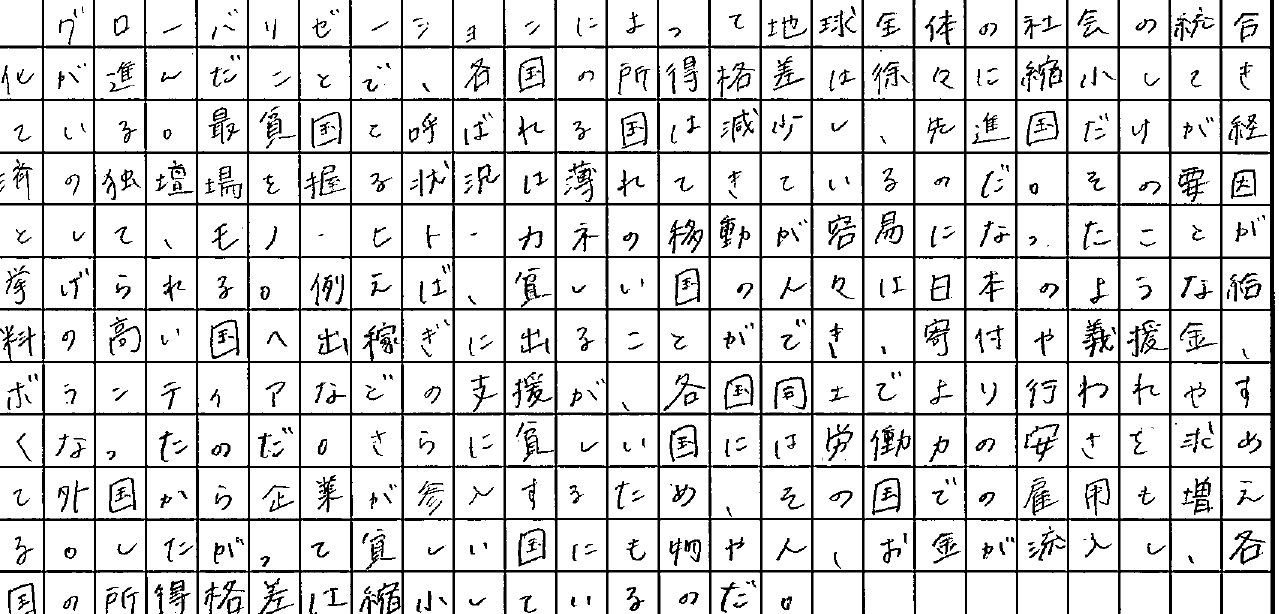 グローバリゼーションによって地球全体の社会の統合
化が進んだことで、各国の所得格差は徐々に縮小してき
ている。最貧国と呼ばれる国は減少し、先進国だけが経
済の独壇場を握る状況は薄れてきているのだ。その要因
として、モノ・ヒト・カネの移動が容易になったことが
挙げられる。例えば、貧しい国の人々は日本のような給
料の高い国へ出稼ぎに出ることができ、寄付や義援金、
ボランティアなどの支援が、各国同士でより行われやす
くなったのだ。さらに貧しい国には労働力の安さを求め
て外国から企業が参入するため、その国での雇用も増え
る。したがって貧しい国にも物や人、お金が流入し、各
国の所得格差は縮小しているのだ。